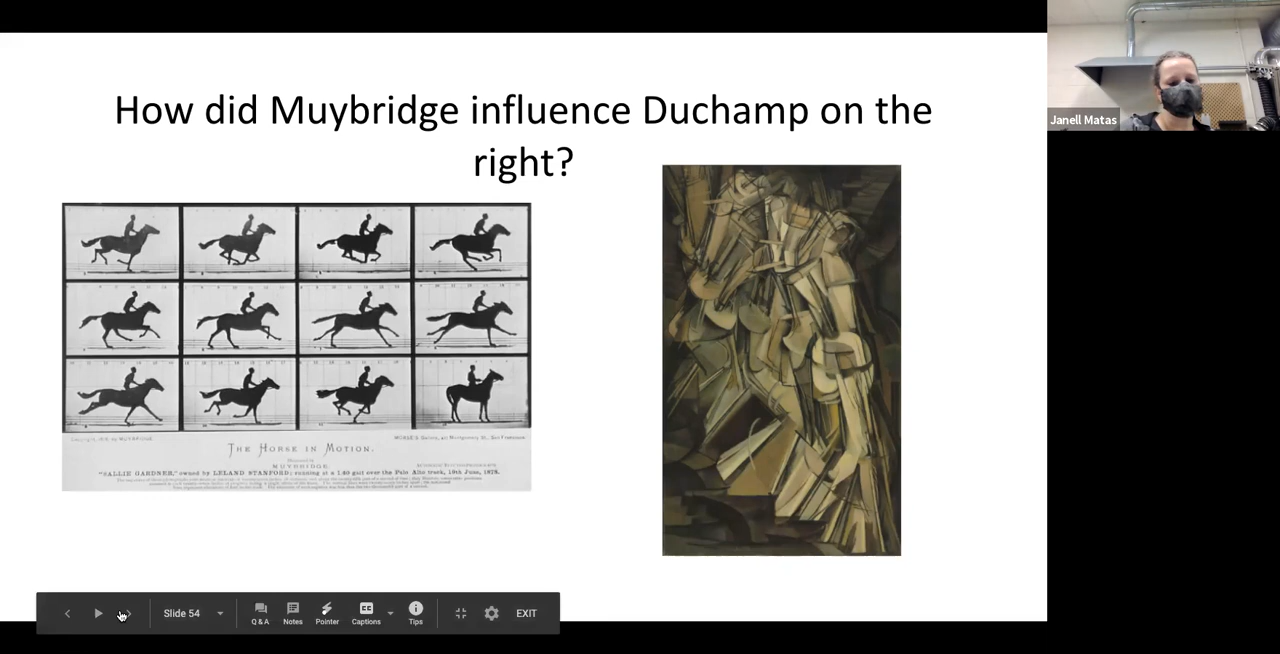 How did Muybridge influence Duchamp on the
right?
Janell Matas
THE HORSE IN MOTION.
MUYBRIDGE.
"SALLIE GARDNER," owned by LELAND STANFORD; running at a 1.40 gait over the Palo Alto track, 19th June, 1878.
Slide 54
Q & A
Notes
Pointer
Captions
Tips
EXIT